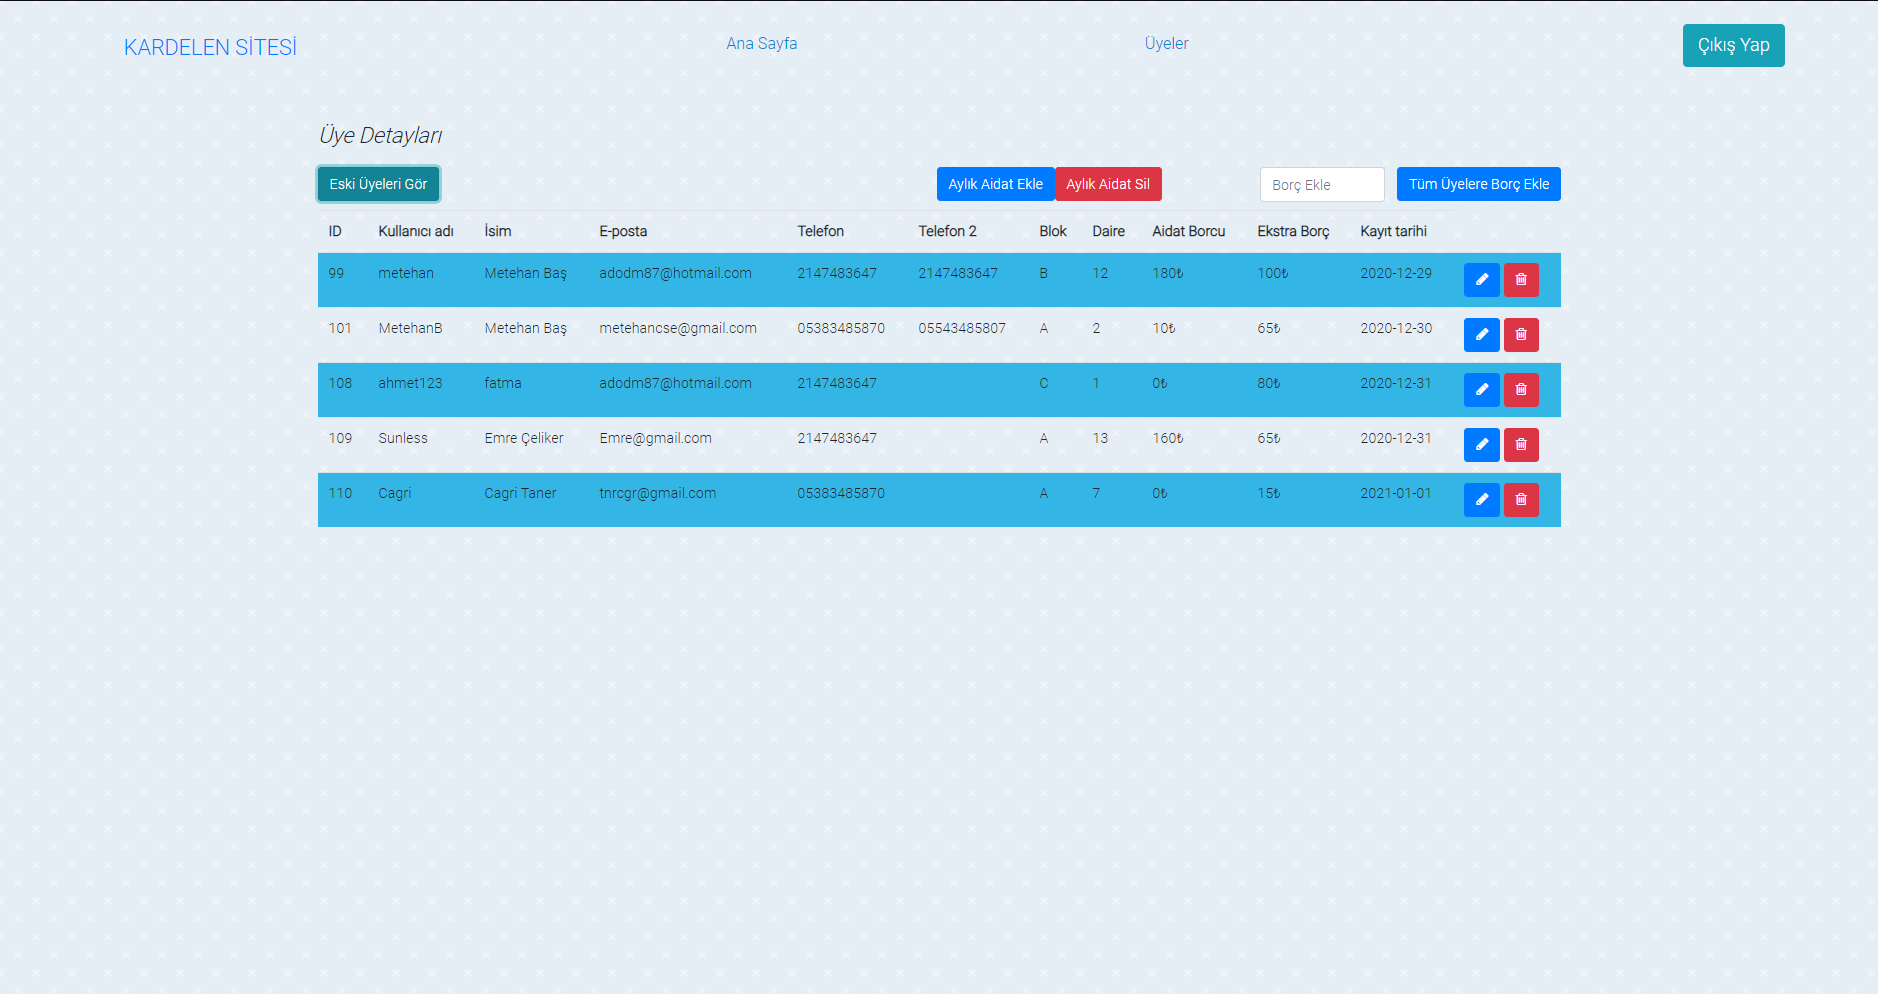 KARDELEN SİTESİ Ana Sayfa Üyeler Çıkış Yap
Üye Detayları
Eski Üyeleri Gör Aylık Aidat Ekle Aylık Aidat Sil Borç Ekle Tüm Üyelere Borç Ekle
ID Kullanıcı adı İsim E-posta Telefon Telefon 2 Blok Daire Aidat Borcu Ekstra Borç Kayıt tarihi
99 metehan Metehan Baş adodm87@hotmail.com 2147483647 2147483647 B 12 180₺ 100₺ 2020-12-29
101 MetehanB Metehan Baş metehancse@gmail.com 05383485870 05543485807 A 2 10₺ 65₺ 2020-12-30
108 ahmet123 fatma adodm87@hotmail.com 2147483647 C 1 0₺ 80₺ 2020-12-31
109 Sunless Emre Çeliker Emre@gmail.com 2147483647 A 13 160₺ 65₺ 2020-12-31
110 Cagri Cagri Taner tnrcgr@gmail.com 05383485870 A 7 0₺ 15₺ 2021-01-01